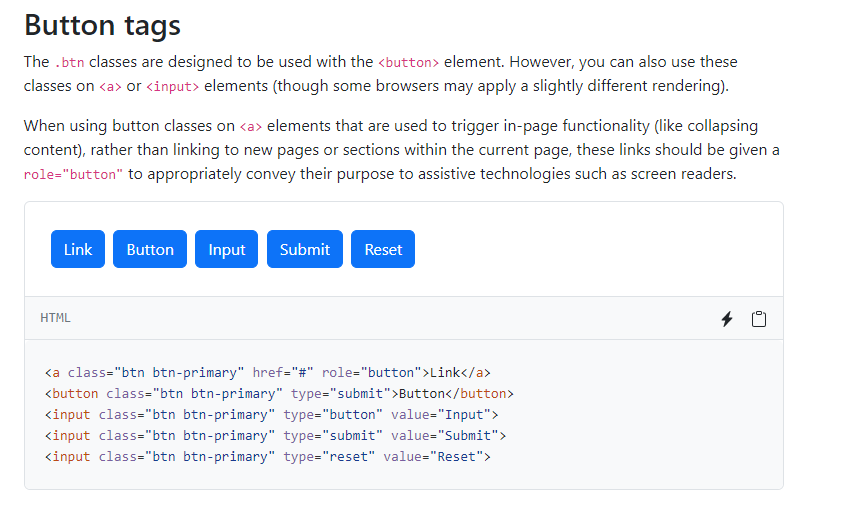 Button tags
The .btn classes are designed to be used with the <button> element. However, you can also use these
classes on <a> or <input> elements (though some browsers may apply a slightly different rendering).
When using button classes on <a> elements that are used to trigger in-page functionality (like collapsing
content), rather than linking to new pages or sections within the current page, these links should be given a
role="button" to appropriately convey their purpose to assistive technologies such as screen readers.
Link Button Input Submit Reset
HTML
<a class="btn btn-primary" href="#" role="button">Link</a>
<button class="btn btn-primary" type="submit">Button</button>
<input class="btn btn-primary" type="button" value="Input">
<input class="btn btn-primary" type="submit" value="Submit">
<input class="btn btn-primary" type="reset" value="Reset">